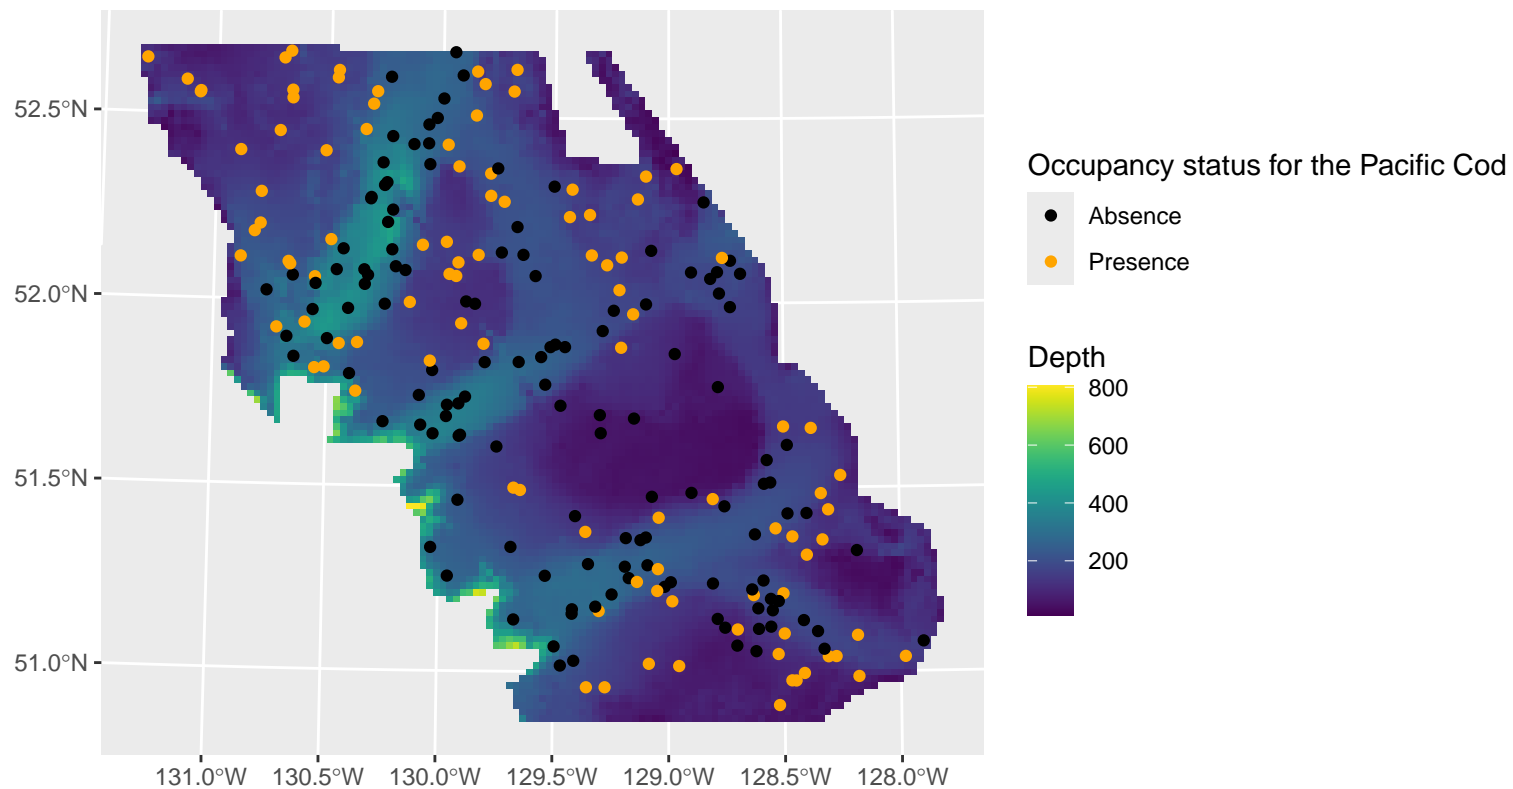 52.5°N
52.0°N
51.5°N
51.0°N
131.0°W 130.5°W 130.0°W 129.5°W 129.0°W 128.5°W 128.0°W
Occupancy status for the Pacific Cod
Absence
Presence
Depth
800
600
400
200